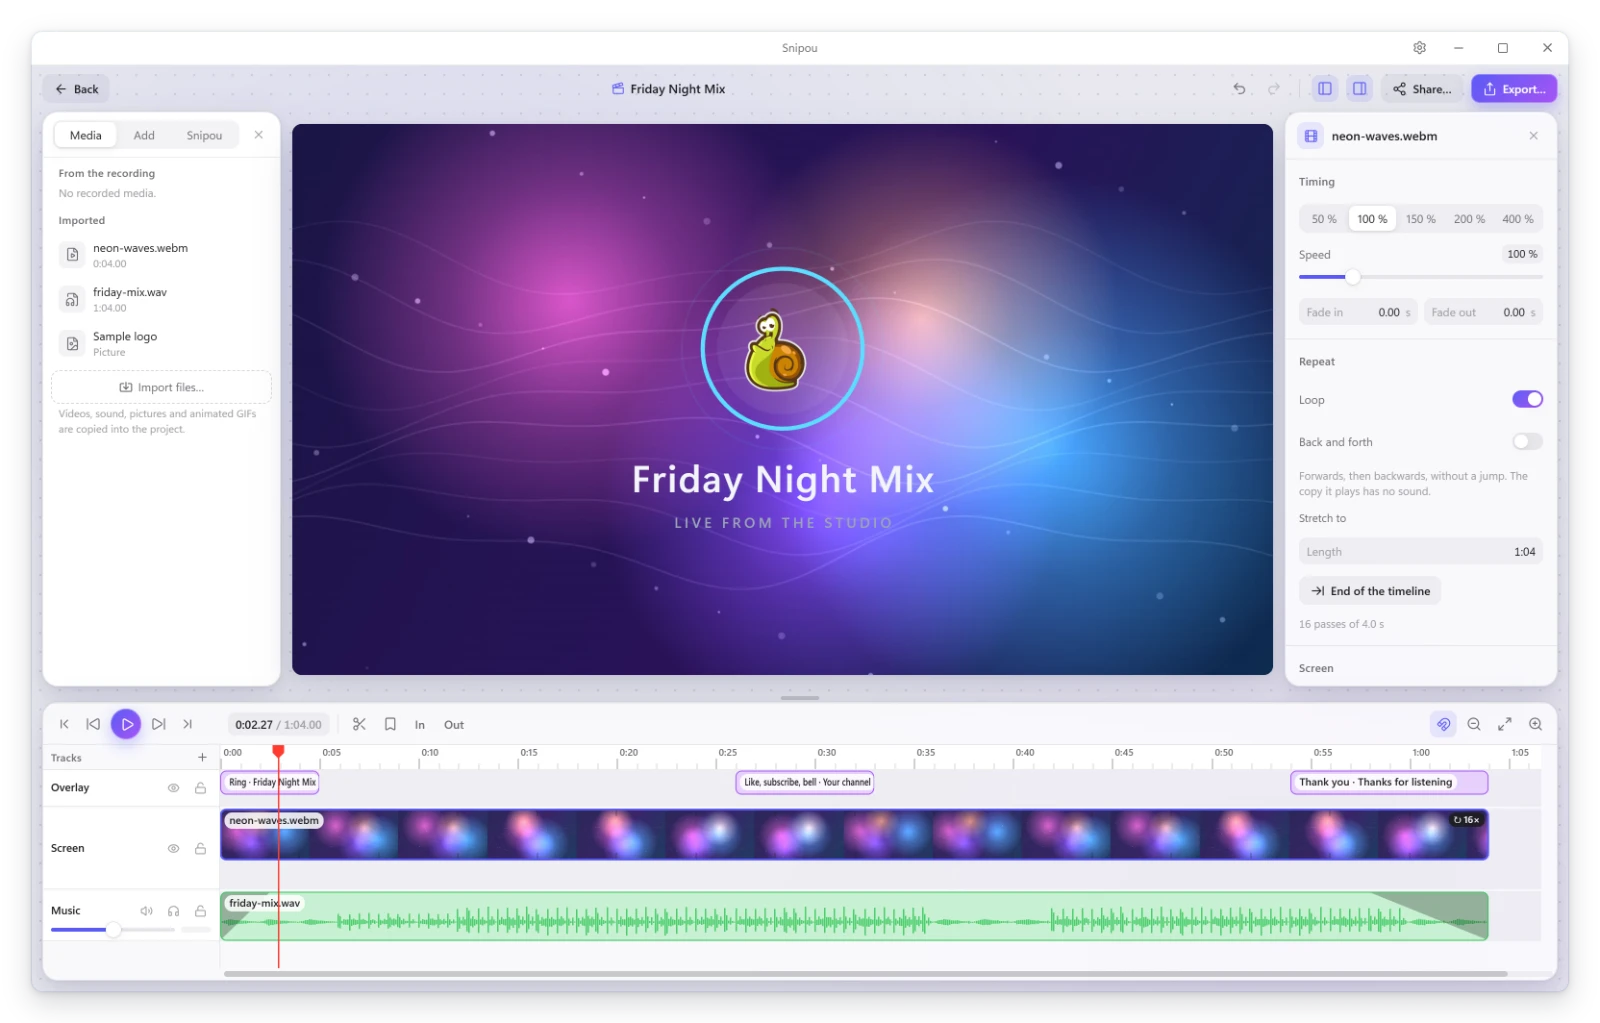 Snipou
Back
Friday Night Mix
Share...
Export...
Media
Add
Snipou
From the recording
No recorded media.
Imported
neon-waves.webm
0:04.00
friday-mix.wav
1:04.00
Sample logo
Picture
Import files...
Videos, sound, pictures and animated GIFs
are copied into the project.
Friday Night Mix
LIVE FROM THE STUDIO
neon-waves.webm
Timing
50 % 100 % 150 % 200 % 400 %
Speed 100 %
Fade in 0.00 s Fade out 0.00 s
Repeat
Loop
Back and forth
Forwards, then backwards, without a jump. The
copy it plays has no sound.
Stretch to
Length 1:04
End of the timeline
16 passes of 4.0 s
Screen
0:02.27 / 1:04.00
In
Out
Tracks
0:00 0:05 0:10 0:15 0:20 0:25 0:30 0:35 0:40 0:45 0:50 0:55 1:00 1:05
Overlay
Ring · Friday Night Mix
Like, subscribe, bell · Your channel
Thank you · Thanks for listening
Screen
neon-waves.webm
16×
Music
friday-mix.wav